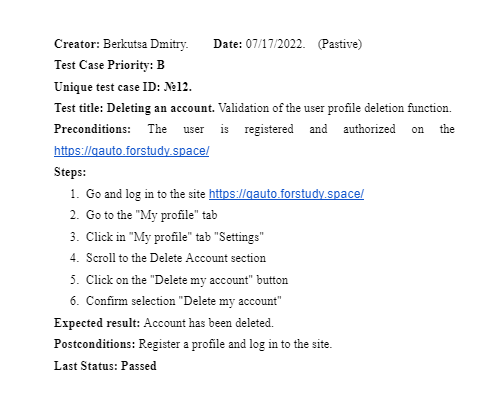 Creator: Berkutsa Dmitry. Date: 07/17/2022. (Pastive)
Test Case Priority: B
Unique test case ID: №12.
Test title: Deleting an account. Validation of the user profile deletion function.
Preconditions: The user is registered and authorized on the
https://qauto.forstudy.space/
Steps:
1. Go and log in to the site https://qauto.forstudy.space/
2. Go to the "My profile" tab
3. Click in "My profile" tab "Settings"
4. Scroll to the Delete Account section
5. Click on the "Delete my account" button
6. Confirm selection "Delete my account"
Expected result: Account has been deleted.
Postconditions: Register a profile and log in to the site.
Last Status: Passed